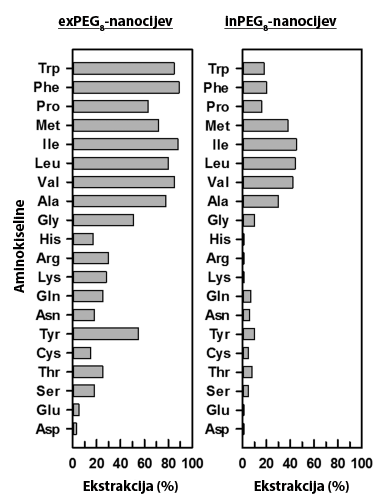 exPEG8-nanocijev
inPEG8-nanocijev
Aminokiseline
Trp
Phe
Pro
Met
Ile
Leu
Val
Ala
Gly
His
Arg
Lys
Gln
Asn
Tyr
Cys
Thr
Ser
Glu
Asp
0 20 40 60 80 100
Ekstrakcija (%)
Trp
Phe
Pro
Met
Ile
Leu
Val
Ala
Gly
His
Arg
Lys
Gln
Asn
Tyr
Cys
Thr
Ser
Glu
Asp
0 20 40 60 80 100
Ekstrakcija (%)